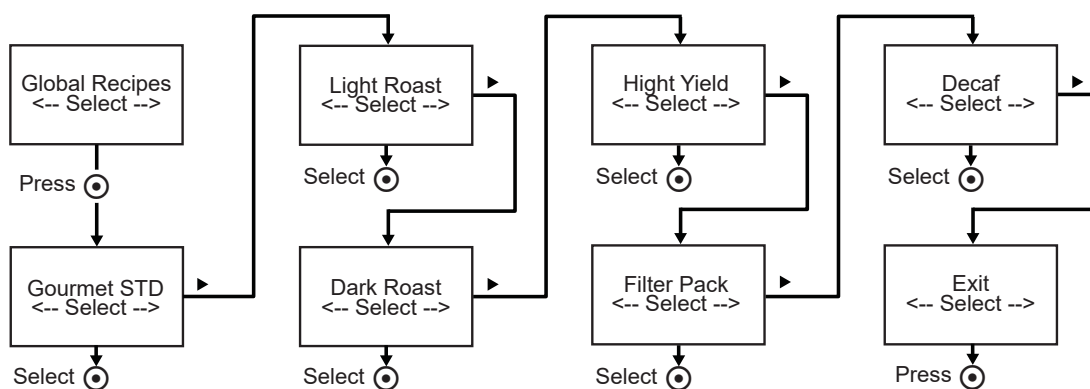 Global Recipes
<-- Select -->
Press
Gourmet STD
<-- Select -->
Select
Light Roast
<-- Select -->
Select
Dark Roast
<-- Select -->
Select
Hight Yield
<-- Select -->
Select
Filter Pack
<-- Select -->
Select
Decaf
<-- Select -->
Select
Exit
<-- Select -->
Press